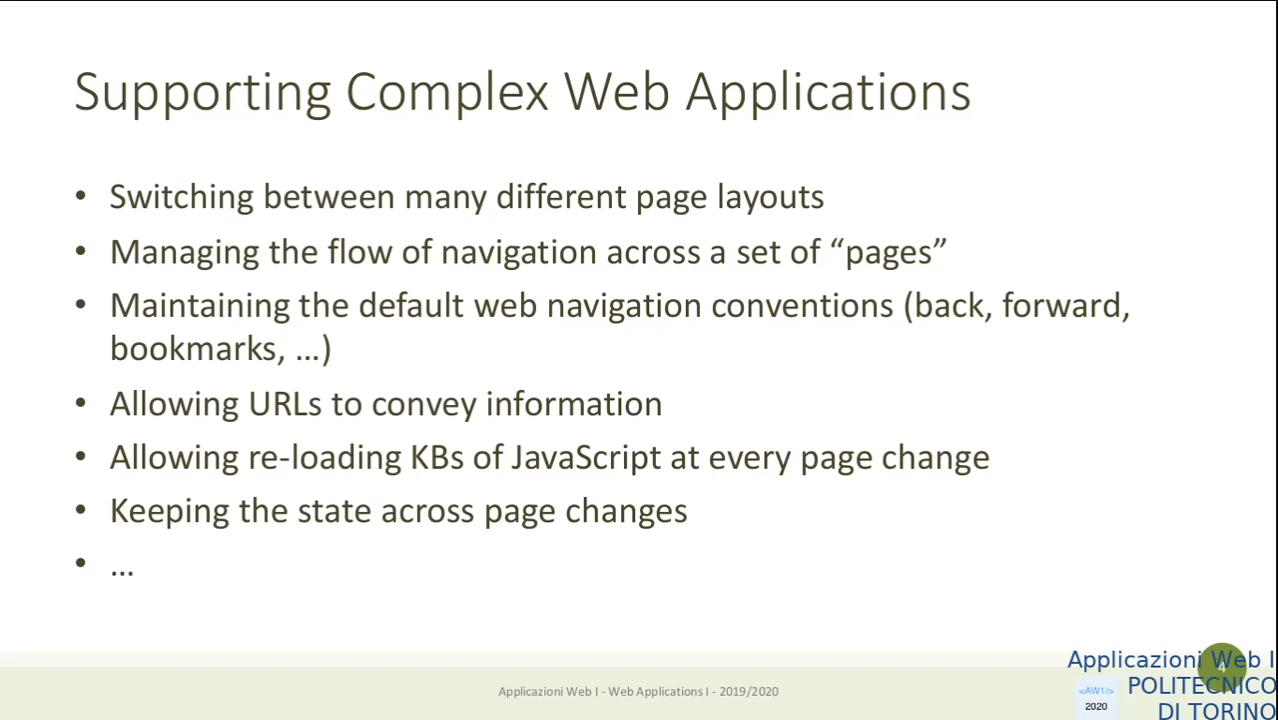 Supporting Complex Web Applications
• Switching between many different page layouts
• Managing the flow of navigation across a set of “pages”
• Maintaining the default web navigation conventions (back, forward,
bookmarks, …)
• Allowing URLs to convey information
• Allowing re-loading KBs of JavaScript at every page change
• Keeping the state across page changes
• …
Applicazioni Web I - Web Applications I - 2019/2020
4
Applicazioni Web I
POLITECNICO
DI TORINO
<AW1/>
2020